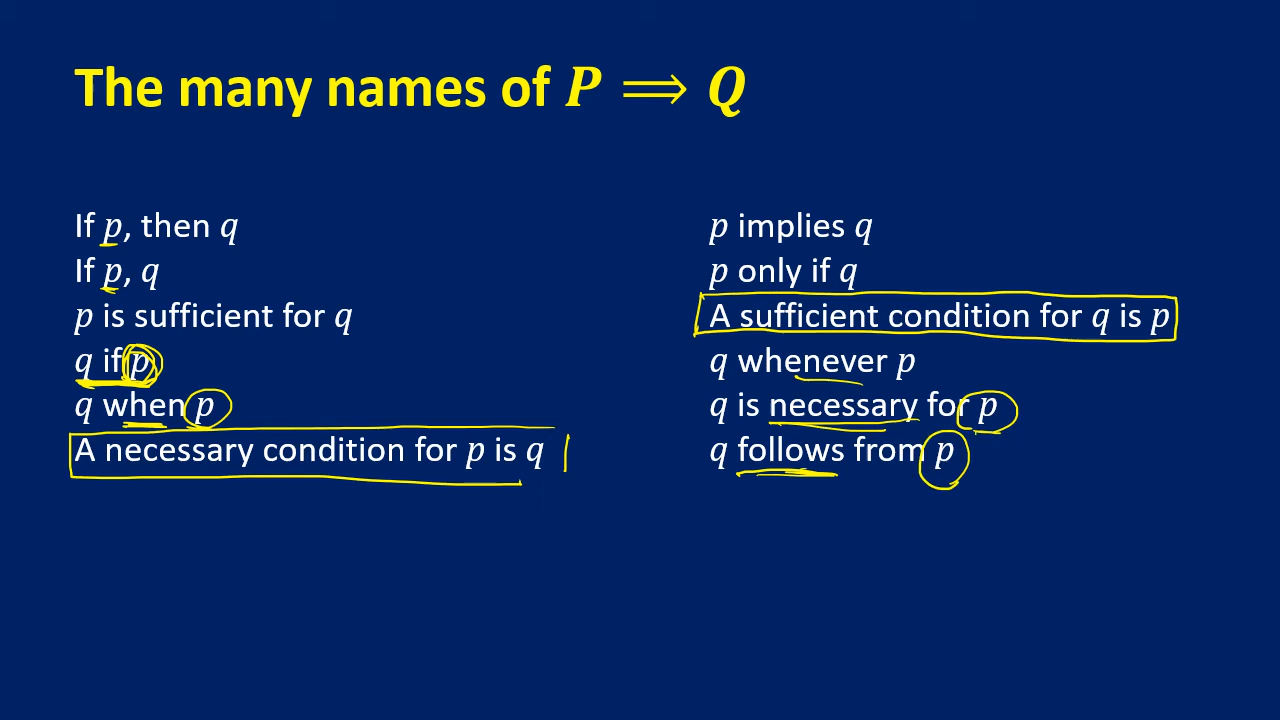 The many names of P ⟹ Q
If p, then q
If p, q
p is sufficient for q
q if p
q when p
A necessary condition for p is q
p implies q
p only if q
A sufficient condition for q is p
q whenever p
q is necessary for p
q follows from p